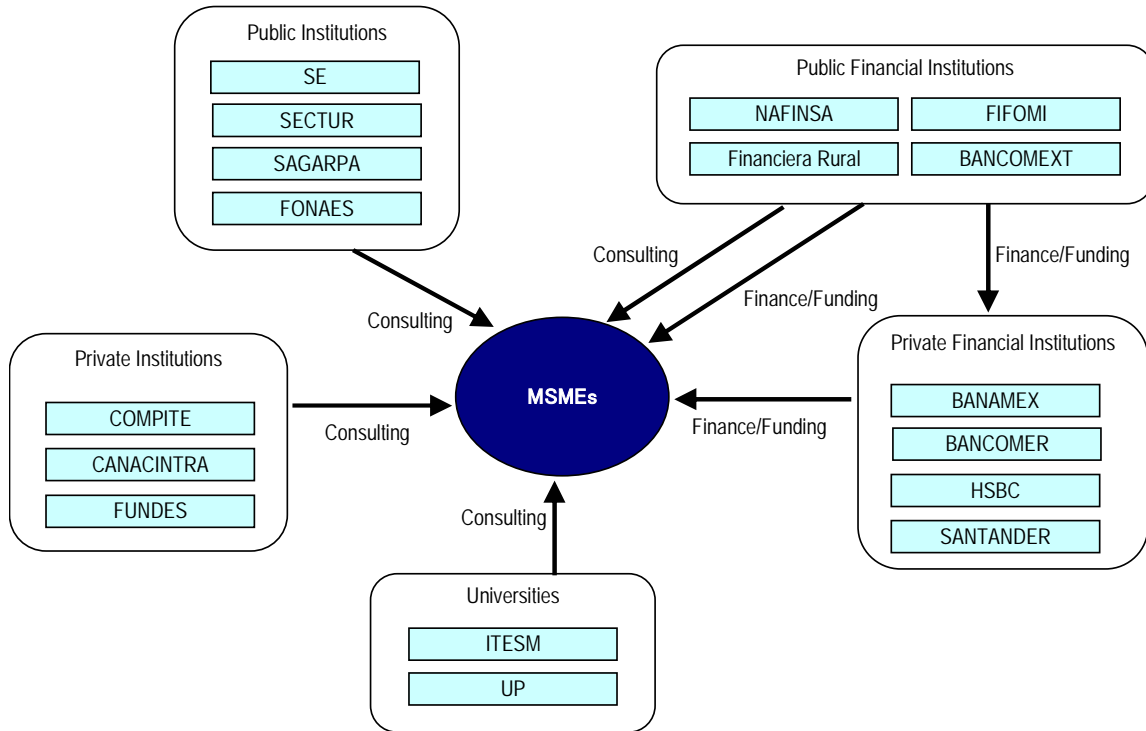 Public Institutions
SE
SECTUR
SAGARPA
FONAES
Public Financial Institutions
NAFINSA
FIFOMI
Financiera Rural
BANCOMEXT
Consulting
Finance/Funding
Finance/Funding
Consulting
Private Institutions
COMPITE
CANACINTRA
FUNDES
Consulting
MSMEs
Finance/Funding
Private Financial Institutions
BANAMEX
BANCOMER
HSBC
SANTANDER
Consulting
Universities
ITESM
UP